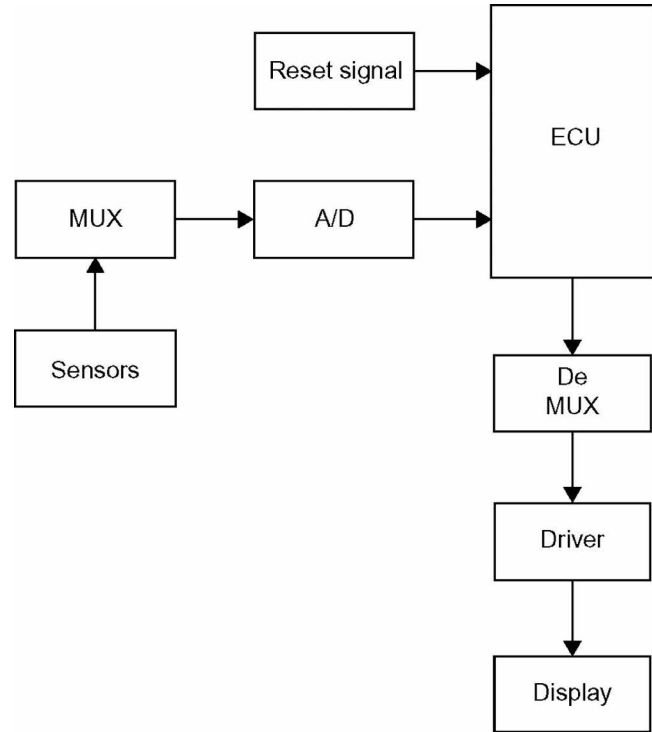 Reset signal
ECU
MUX
A/D
Sensors
De
MUX
Driver
Display